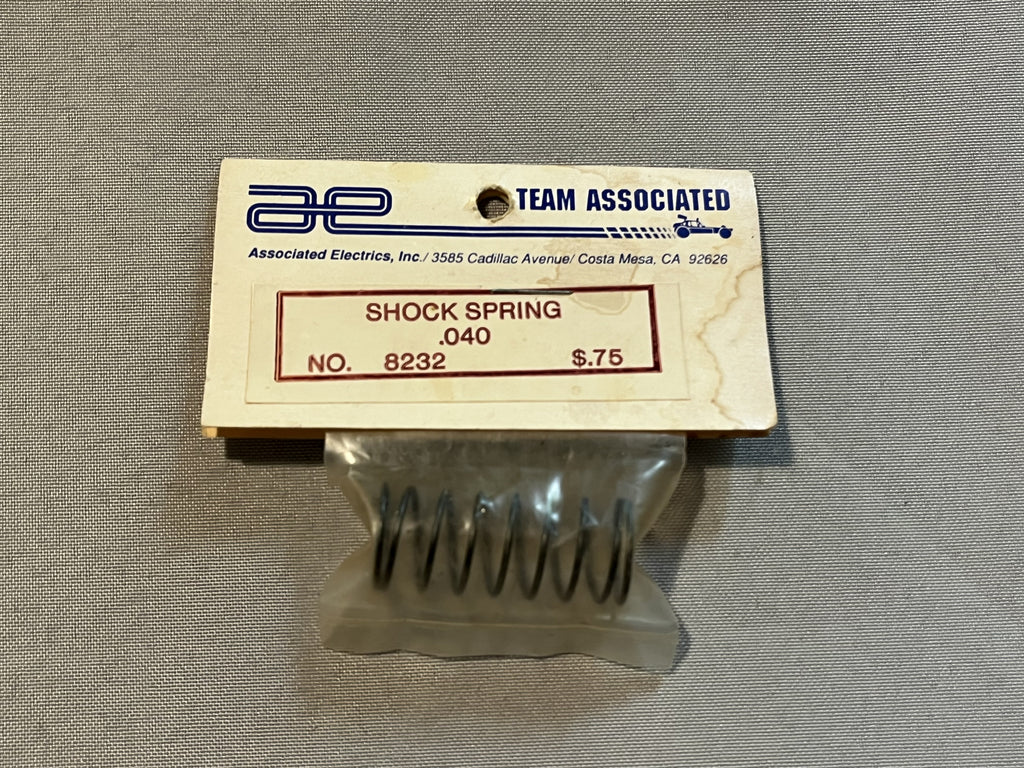 ae
TEAM ASSOCIATED
Associated Electrics, Inc./ 3585 Cadillac Avenue/ Costa Mesa, CA 92626
SHOCK SPRING
.040
NO. 8232 $.75